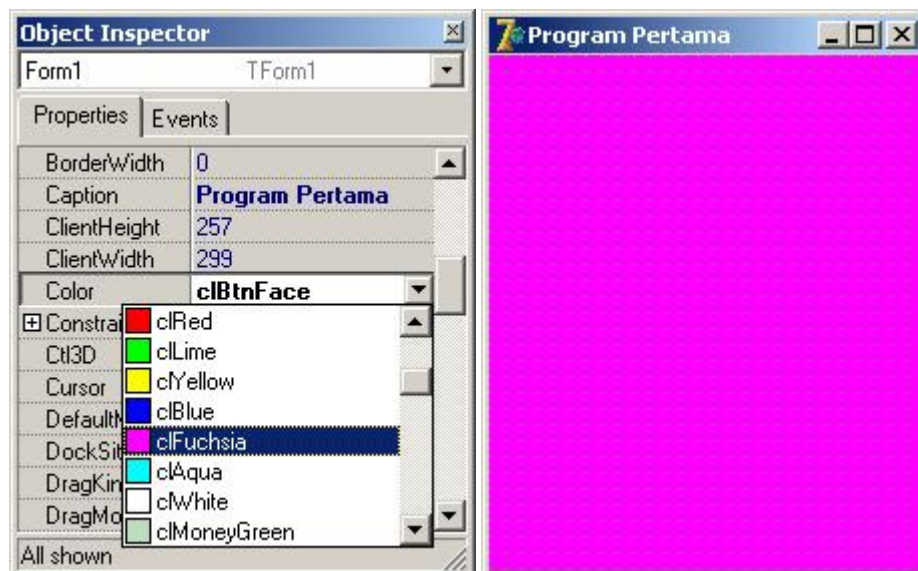 Object Inspector
Form1 TForm1
Properties Events
BorderWidth 0
Caption Program Pertama
ClientHeight 257
ClientWidth 299
Color clBtnFace
Constrai
Ctl3D
Cursor
Default
DockSit
DragKin
DragMo
clRed
clLime
clYellow
clBlue
clFuchsia
clAqua
clWhite
clMoneyGreen
All shown
Program Pertama